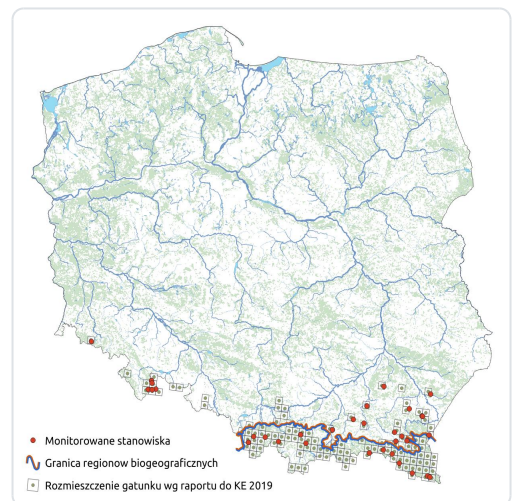 Monitorowane stanowiska
Granica regionow biogeograficznych
Rozmieszczenie gatunku wg raportu do KE 2019